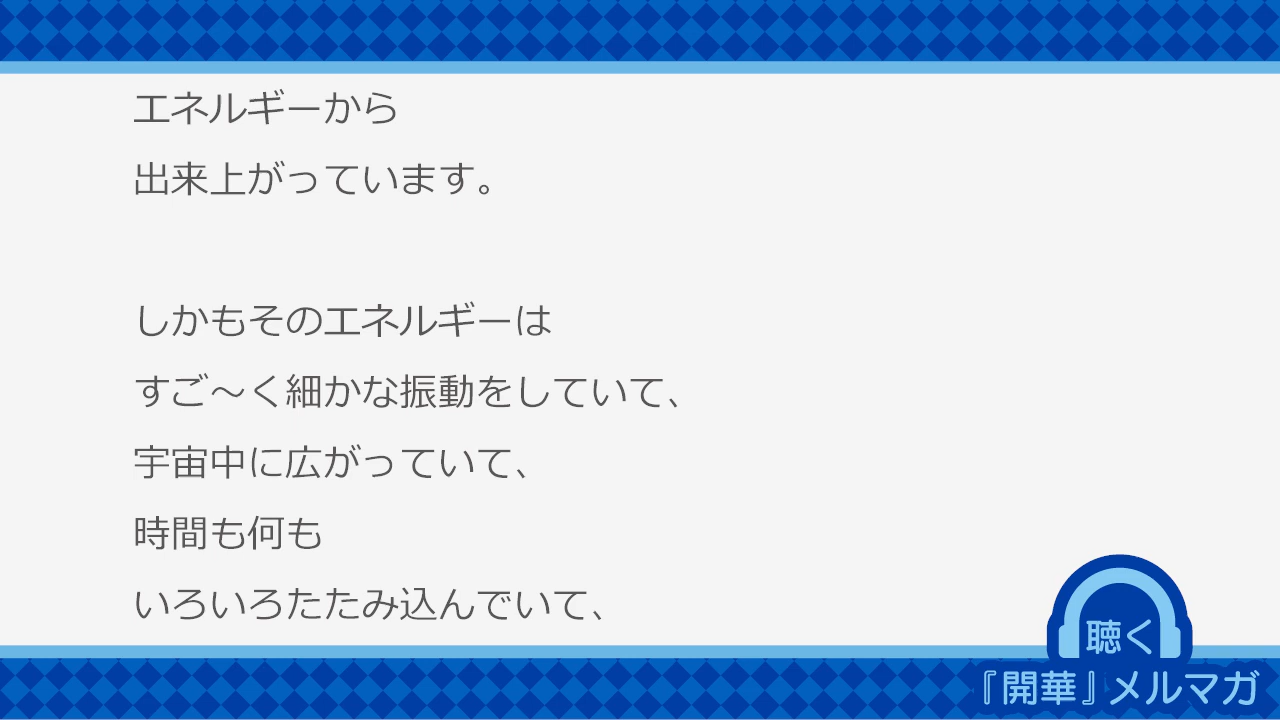 エネルギーから
出来上がっています。
しかもそのエネルギーは
すご～く細かな振動をしていて、
宇宙中に広がっていて、
時間も何も
いろいろたたみ込んでいて、
聴く
『開華』メルマガ